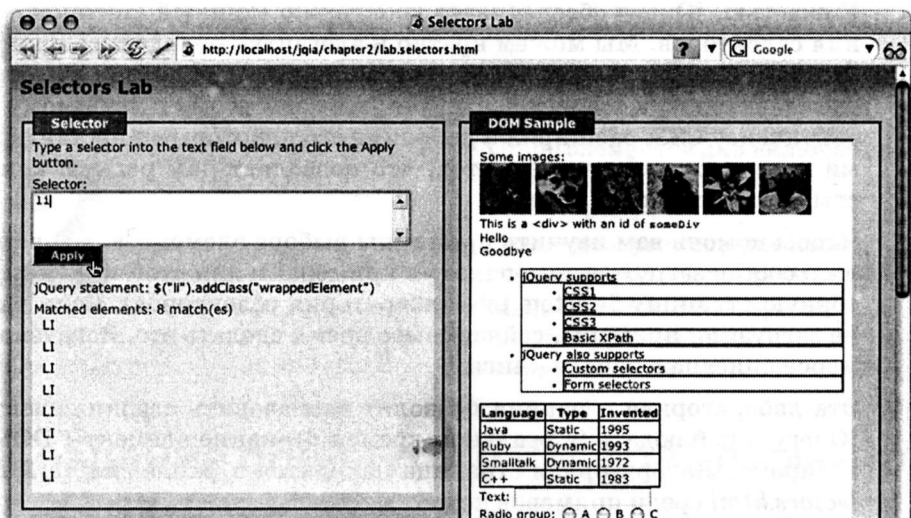 Selectors Lab
http://localhost/jqia/chapter2/lab.selectors.html
? G Google
Selectors Lab
Selector
Type a selector into the text field below and click the Apply
button.
Selector:
li
Apply
jQuery statement: $("li").addClass("wrappedElement")
Matched elements: 8 match(es)
LI
LI
LI
LI
LI
LI
LI
LI
DOM Sample
Some images:
This is a <div> with an id of someDiv
Hello
Goodbye
• jQuery supports
• CSS1
• CSS2
• CSS3
• Basic XPath
• jQuery also supports
• Custom selectors
• Form selectors
Language Type Invented
Java Static 1995
Ruby Dynamic 1993
Smalltalk Dynamic 1972
C++ Static 1983
Text:
Radio group: A B C